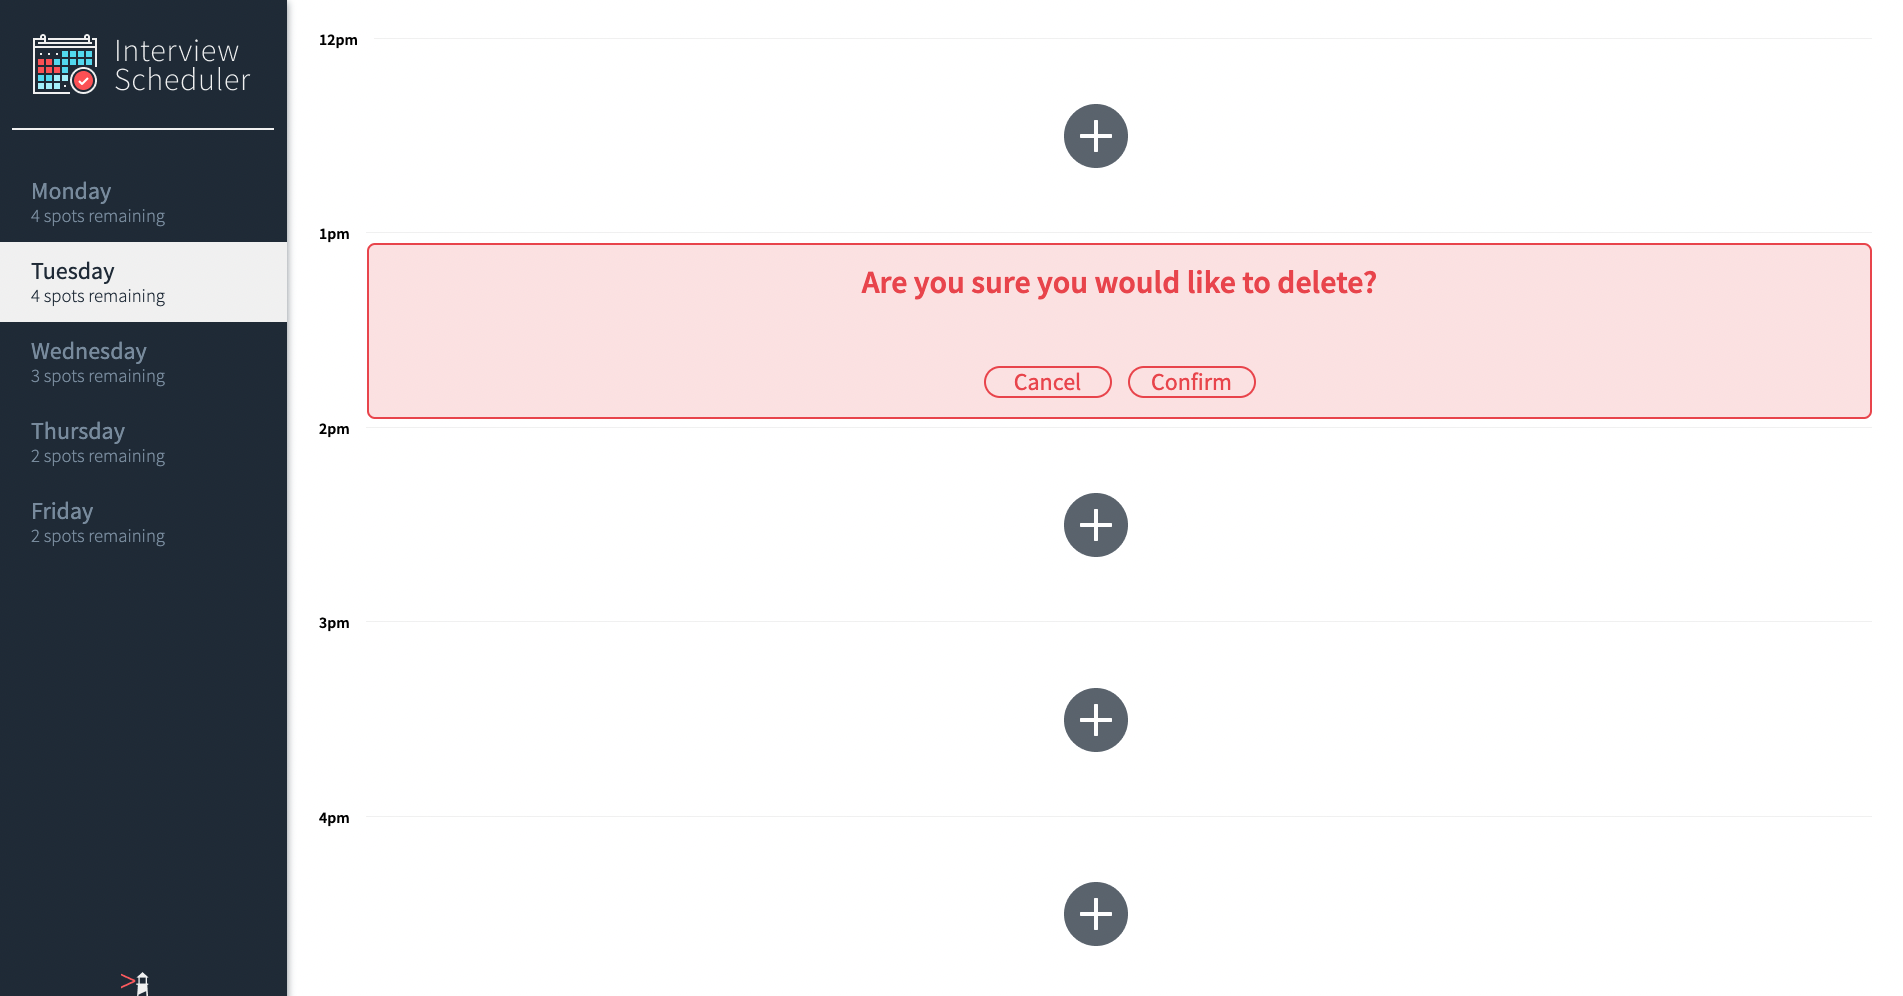 Interview
Scheduler
Monday
4 spots remaining
Tuesday
4 spots remaining
Wednesday
3 spots remaining
Thursday
2 spots remaining
Friday
2 spots remaining
12pm
1pm
Are you sure you would like to delete?
Cancel Confirm
2pm
3pm
4pm